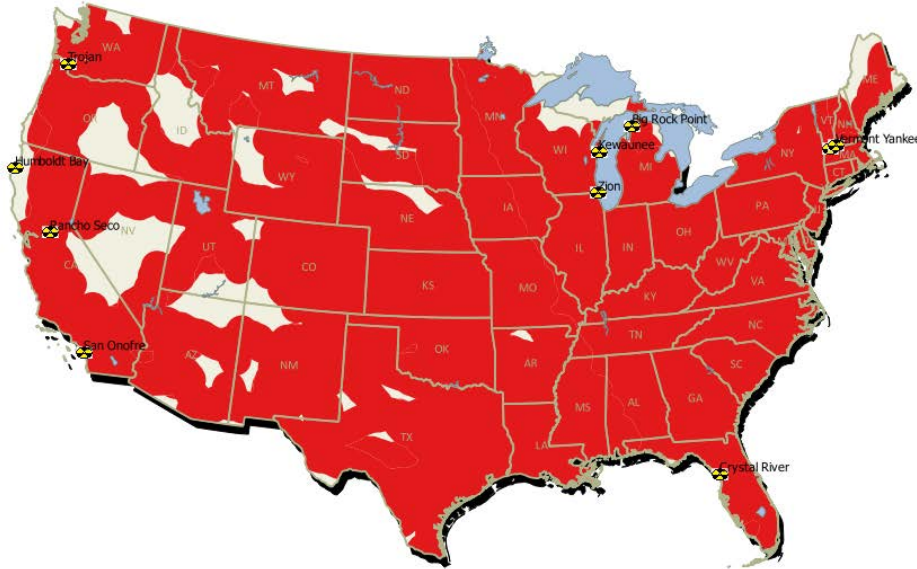 WA
Trojan
MT
ND
MN
ME
OR
ID
Big Rock Point
VT
NH
Vermont Yankee
Humboldt Bay
WI
Kewaunee
MI
NY
MA
CT
SD
WY
Zion
IA
PA
NJ
Rancho Seco
NV
NE
UT
IL
IN
OH
CA
CO
KS
MO
WV
VA
KY
San Onofre
AZ
NM
OK
AR
TN
NC
SC
MS
AL
GA
TX
LA
Crystal River